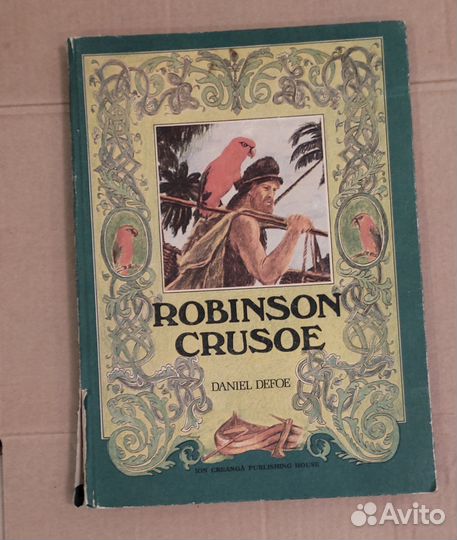 ROBINSON
CRUSOE
DANIEL DEFOE
ION CREANGĂ PUBLISHING HOUSE
Avito